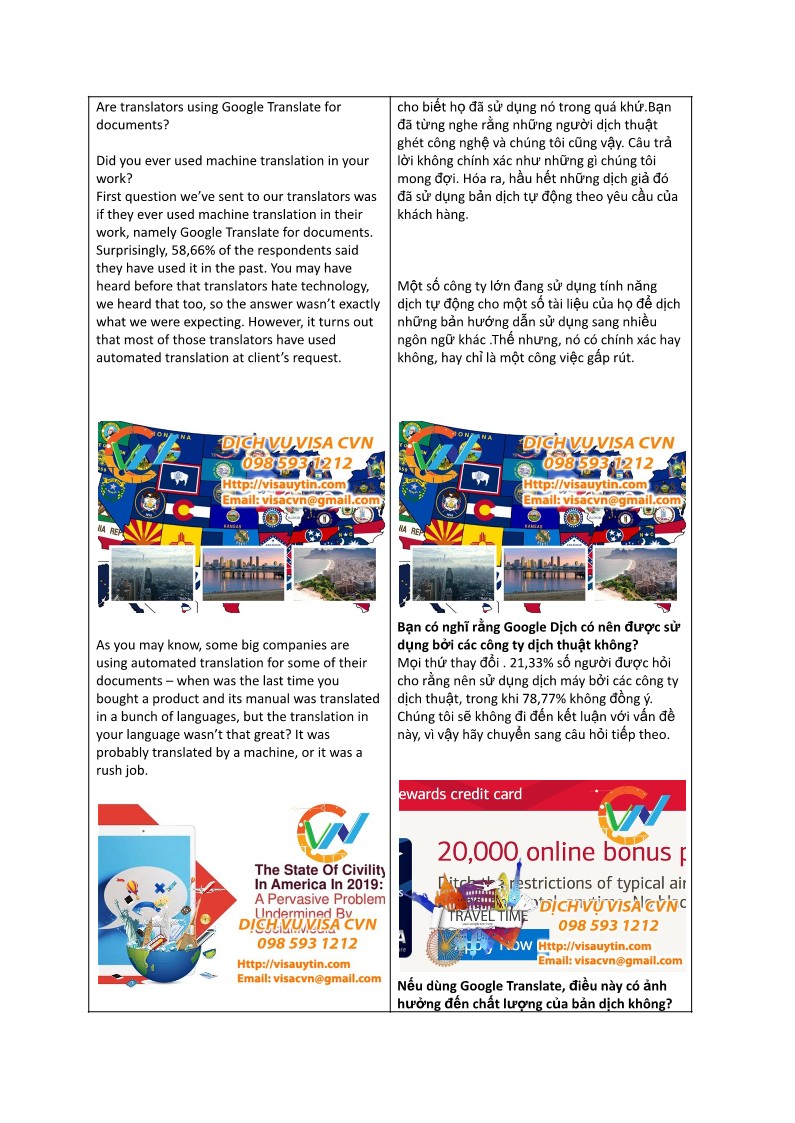 Are translators using Google Translate for
documents?
Did you ever used machine translation in your
work?
First question we’ve sent to our translators was
if they ever used machine translation in their
work, namely Google Translate for documents.
Surprisingly, 58,66% of the respondents said
they have used it in the past. You may have
heard before that translators hate technology,
we heard that too, so the answer wasn’t exactly
what we were expecting. However, it turns out
that most of those translators have used
automated translation at client’s request.
MONTANA
DỊCH VỤ VISA CVN
098 593 1212
Http://visauytin.com
Email: visacvn@gmail.com
KANSAS
As you may know, some big companies are
using automated translation for some of their
documents – when was the last time you
bought a product and its manual was translated
in a bunch of languages, but the translation in
your language wasn’t that great? It was
probably translated by a machine, or it was a
rush job.
CVN
The State Of Civility
In America In 2019:
A Pervasive Problem
Undermined By
DỊCH VỤ VISA CVN
098 593 1212
Http://visauytin.com
Email: visacvn@gmail.com
cho biết họ đã sử dụng nó trong quá khứ.Bạn
đã từng nghe rằng những người dịch thuật
ghét công nghệ và chúng tôi cũng vậy. Câu trả
lời không chính xác như những gì chúng tôi
mong đợi. Hóa ra, hầu hết những dịch giả đó
đã sử dụng bản dịch tự động theo yêu cầu của
khách hàng.
Một số công ty lớn đang sử dụng tính năng
dịch tự động cho một số tài liệu của họ để dịch
những bản hướng dẫn sử dụng sang nhiều
ngôn ngữ khác .Thế nhưng, nó có chính xác hay
không, hay chỉ là một công việc gấp rút.
MONTANA
DỊCH VỤ VISA CVN
098 593 1212
Http://visauytin.com
Email: visacvn@gmail.com
KANSAS
Bạn có nghĩ rằng Google Dịch có nên được sử
dụng bởi các công ty dịch thuật không?
Mọi thứ thay đổi . 21,33% số người được hỏi
cho rằng nên sử dụng dịch máy bởi các công ty
dịch thuật, trong khi 78,77% không đồng ý.
Chúng tôi sẽ không đi đến kết luận với vấn đề
này, vì vậy hãy chuyển sang câu hỏi tiếp theo.
ewards credit card
CVN
20,000 online bonus p
restrictions of typical air
TRAVEL TIME
DỊCH VỤ VISA CVN
098 593 1212
Apply Now
Http://visauytin.com
Email: visacvn@gmail.com
Nếu dùng Google Translate, điều này có ảnh
hưởng đến chất lượng của bản dịch không?